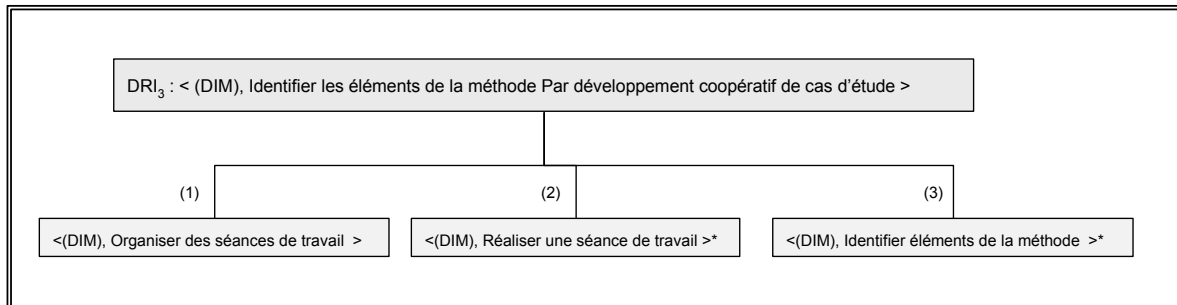 DRI₃ : < (DIM), Identifier les éléments de la méthode Par développement coopératif de cas d’étude >
(1) (2) (3)
<(DIM), Organiser des séances de travail > <(DIM), Réaliser une séance de travail >* <(DIM), Identifier éléments de la méthode >*